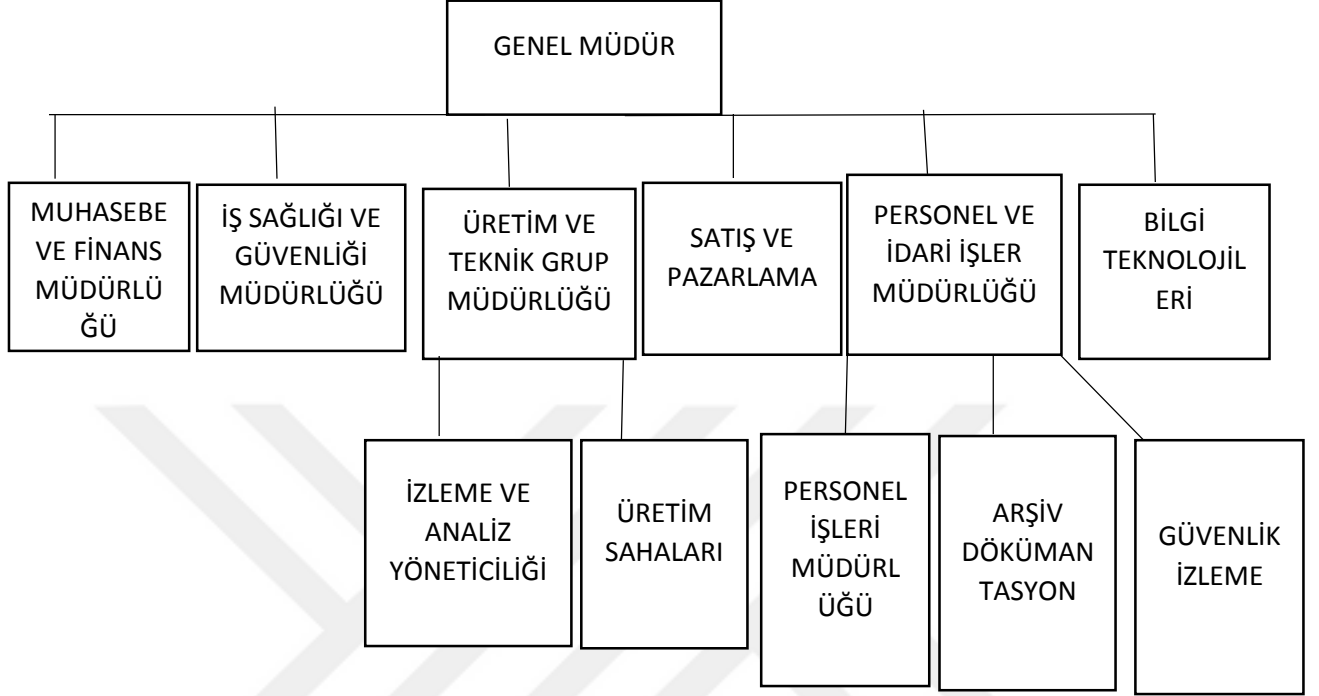 GENEL MÜDÜR
MUHASEBE
VE FİNANS
MÜDÜRLÜ
ĞÜ
İŞ SAĞLIĞI VE
GÜVENLİĞİ
MÜDÜRLÜĞÜ
ÜRETİM VE
TEKNİK GRUP
MÜDÜRLÜĞÜ
SATIŞ VE
PAZARLAMA
PERSONEL VE
İDARİ İŞLER
MÜDÜRLÜĞÜ
BİLGİ
TEKNOLOJİL
ERİ
İZLEME VE
ANALİZ
YÖNETİCİLİĞİ
ÜRETİM
SAHALARI
PERSONEL
İŞLERİ
MÜDÜRL
ÜĞÜ
ARŞİV
DÖKÜMAN
TASYON
GÜVENLİK
İZLEME